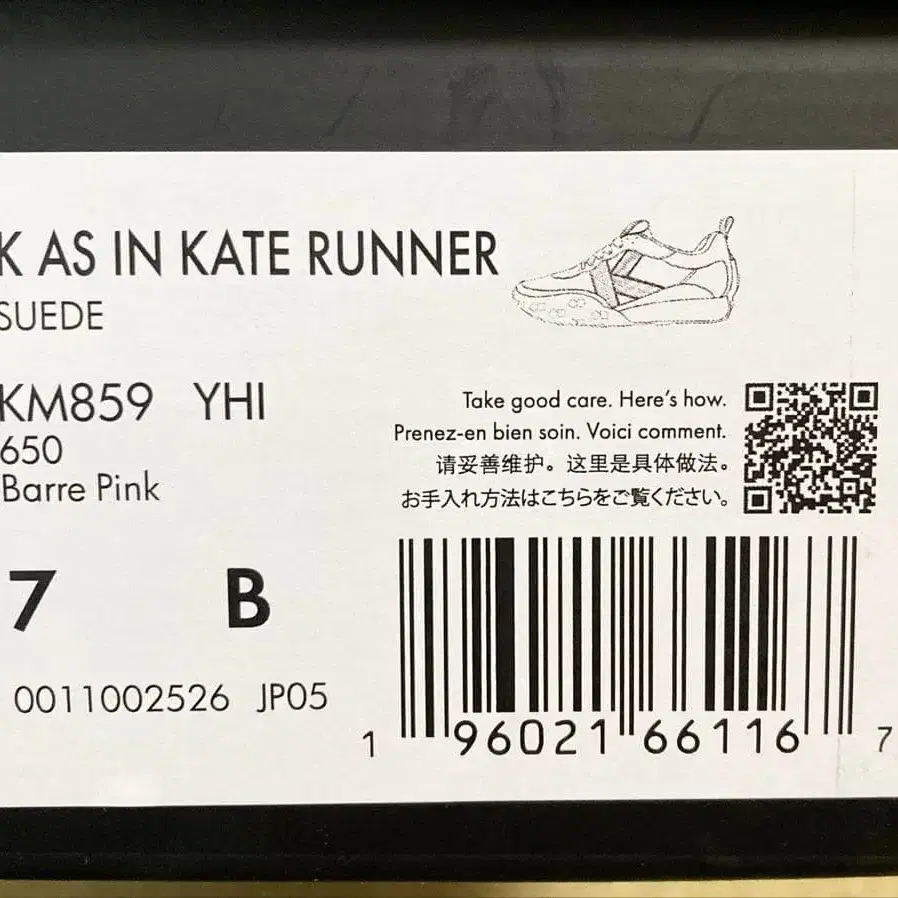 K AS IN KATE RUNNER
SUEDE
KM859 YHI
650
Barre Pink
Take good care. Here's how.
Prenez-en bien soin. Voici comment.
请妥善维护。这里是具体做法。
お手入れ方法はこちらをご覧ください。
7 B
0011002526 JP05
1 96021 66116 7